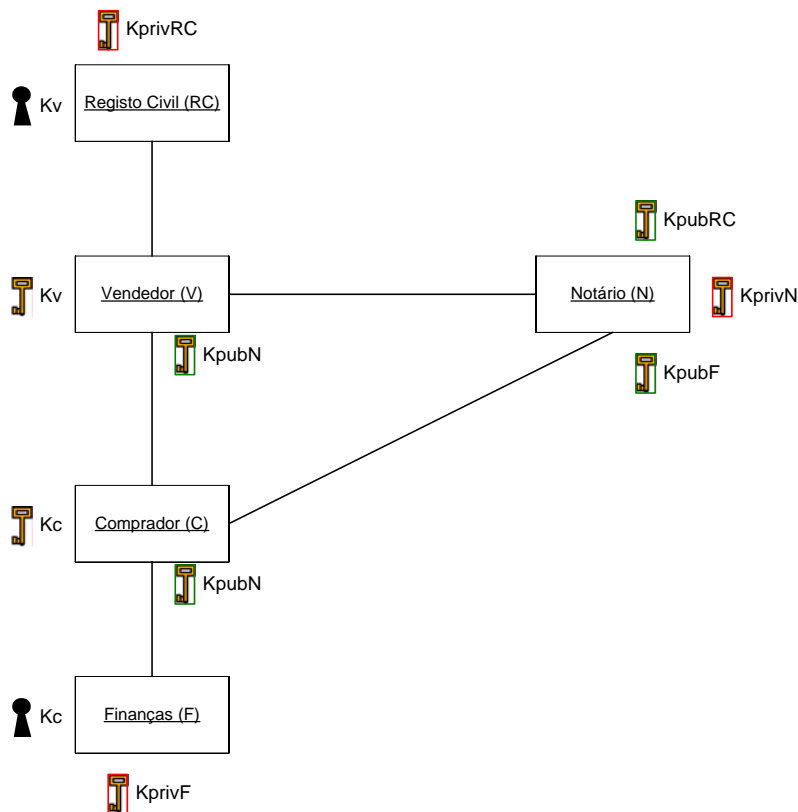 KprivRC
Kv
Registo Civil (RC)
KpubRC
Kv
Vendedor (V)
Notário (N)
KprivN
KpubN
KpubF
Kc
Comprador (C)
KpubN
Kc
Finanças (F)
KprivF